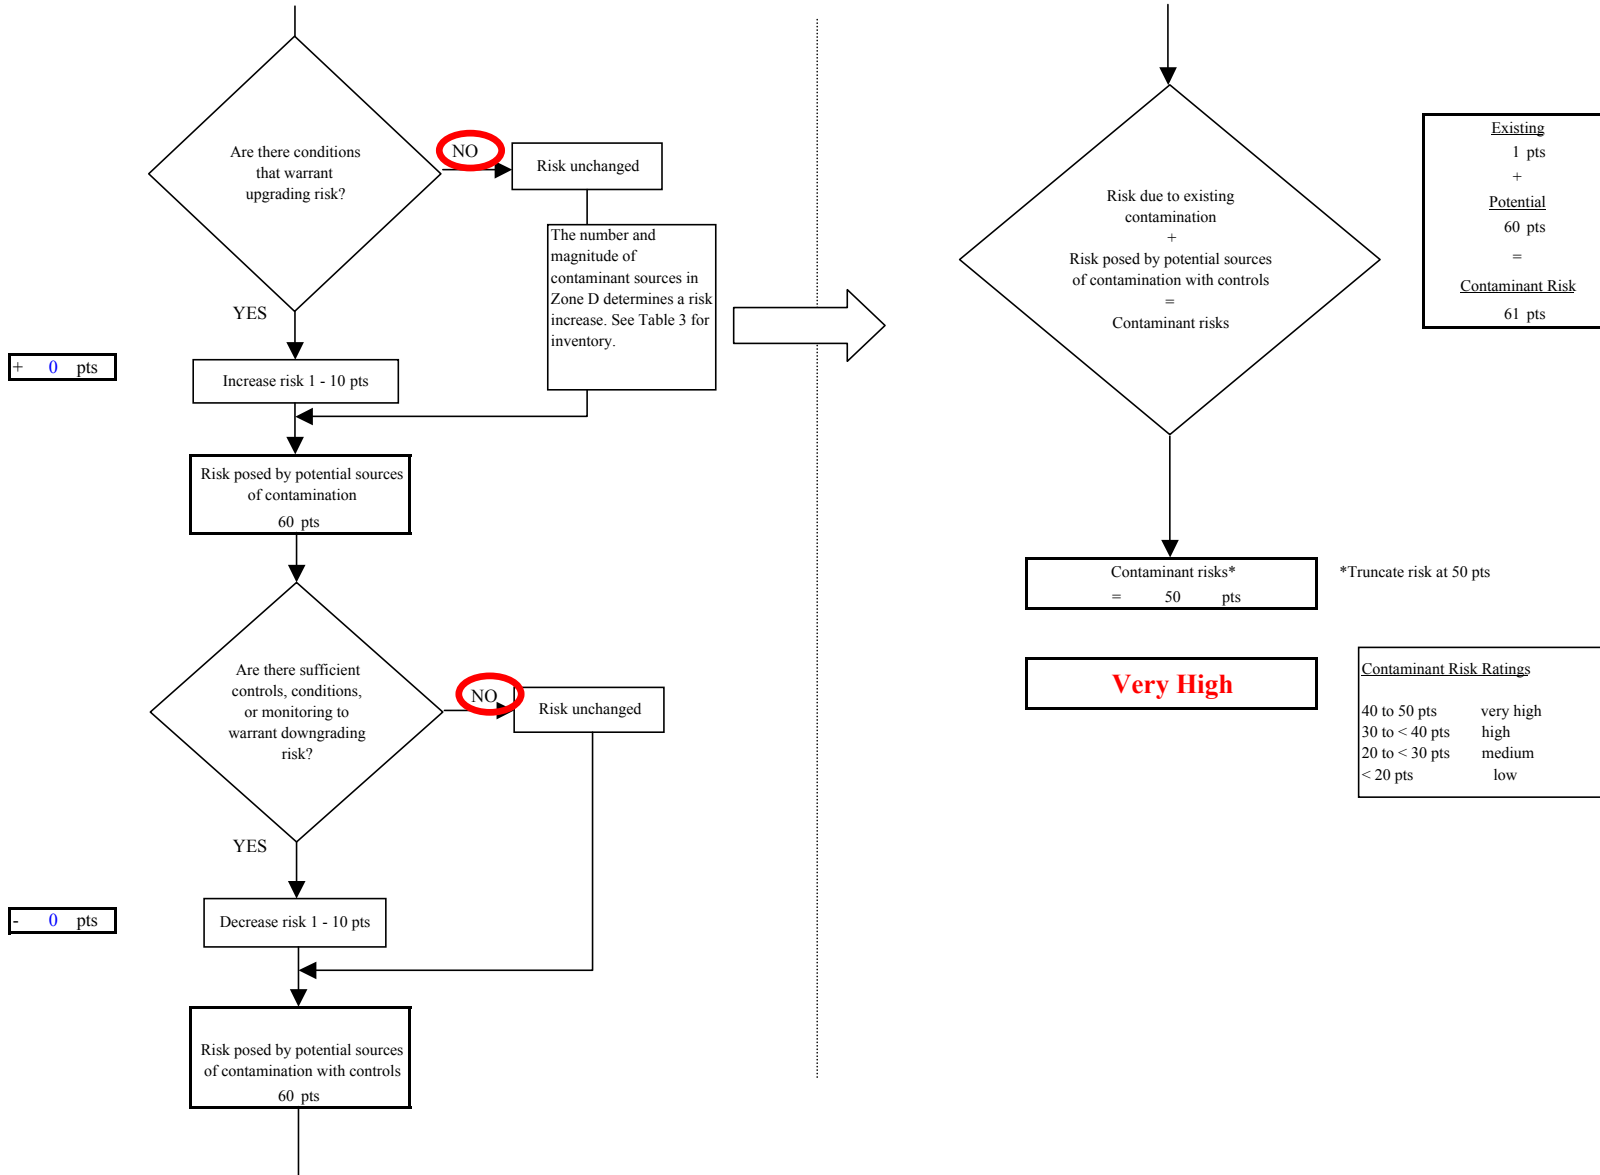 Are there conditions
that warrant
upgrading risk?
NO
Risk unchanged
The number and
magnitude of
contaminant sources in
Zone D determines a risk
increase. See Table 3 for
inventory.
YES
+ 0 pts
Increase risk 1 - 10 pts
Risk posed by potential sources
of contamination
60 pts
Are there sufficient
controls, conditions,
or monitoring to
warrant downgrading
risk?
NO
Risk unchanged
YES
- 0 pts
Decrease risk 1 - 10 pts
Risk posed by potential sources
of contamination with controls
60 pts
Risk due to existing
contamination
+
Risk posed by potential sources
of contamination with controls
=
Contaminant risks
Existing
1 pts
+
Potential
60 pts
=
Contaminant Risk
61 pts
Contaminant risks*
= 50 pts
*Truncate risk at 50 pts
Very High
Contaminant Risk Ratings
40 to 50 pts very high
30 to < 40 pts high
20 to < 30 pts medium
< 20 pts low